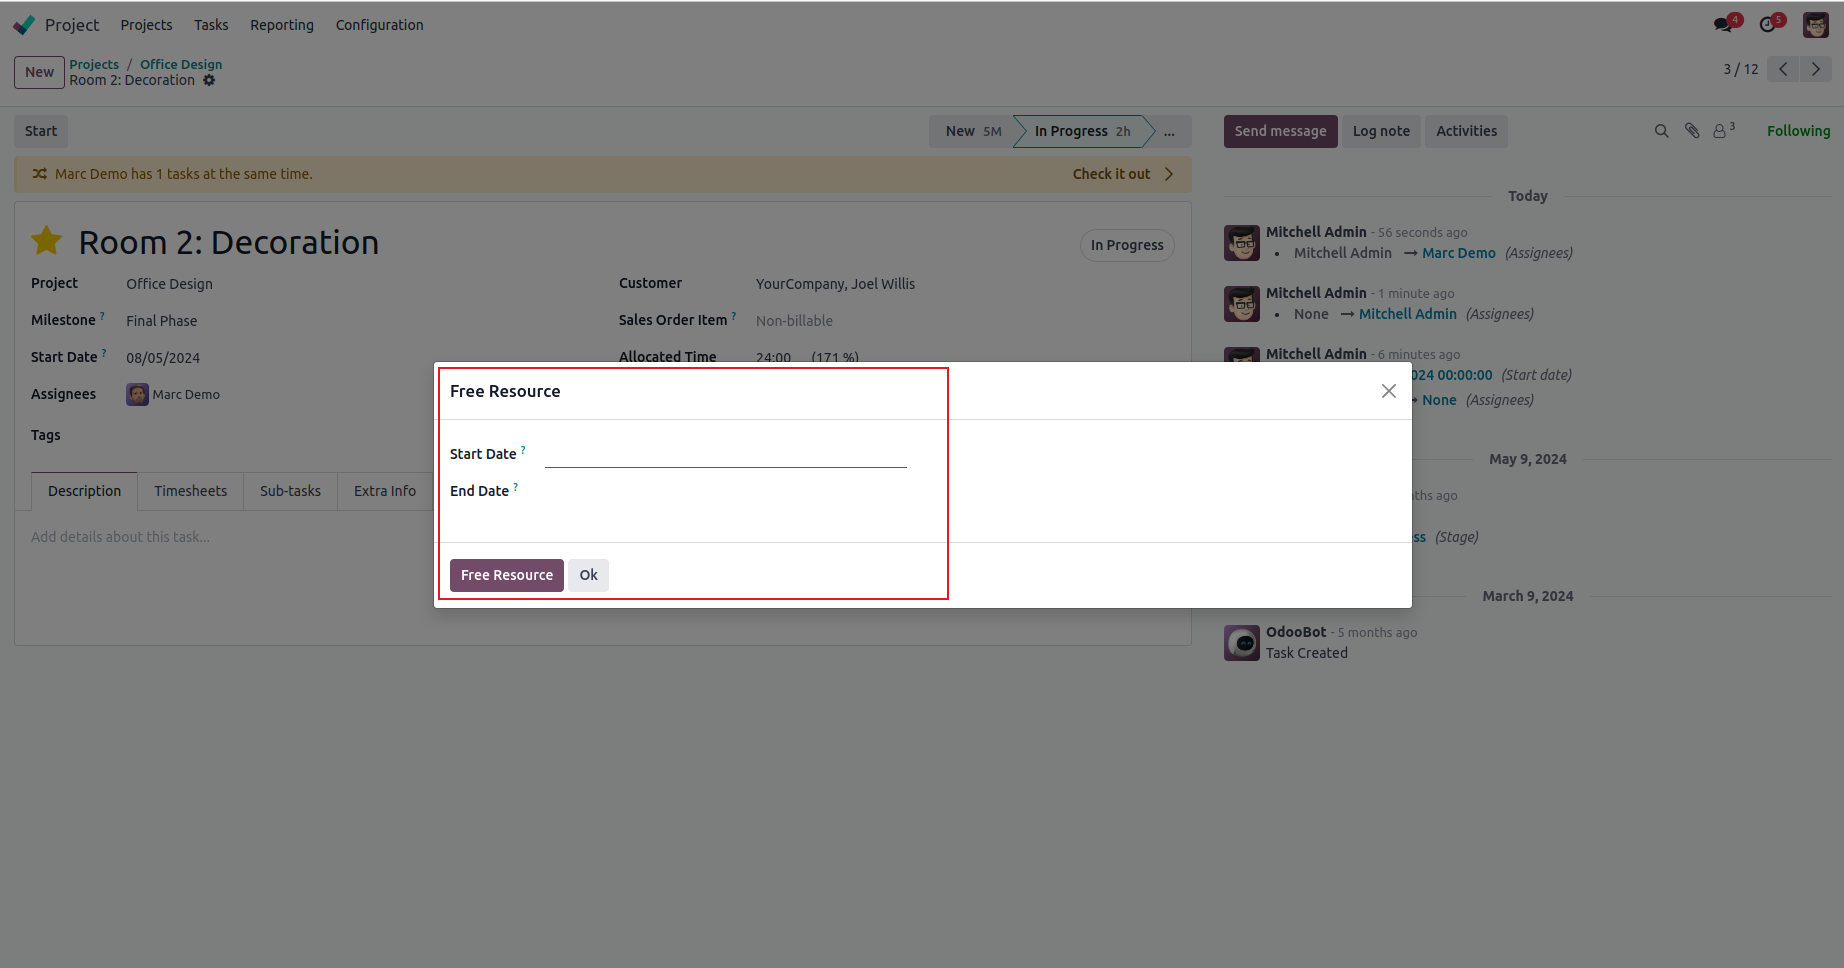 Project Projects Tasks Reporting Configuration 4 5
New Projects / Office Design 3 / 12
Room 2: Decoration
Start New 5M In Progress 2h ... Send message Log note Activities 3 Following
Marc Demo has 1 tasks at the same time. Check it out
Room 2: Decoration In Progress
Project Office Design Customer YourCompany, Joel Willis
Milestone ? Final Phase Sales Order Item ? Non-billable
Start Date ? 08/05/2024 Allocated Time 24:00 (171 %)
Assignees Marc Demo
Tags
Description Timesheets Sub-tasks Extra Info
Add details about this task...
Free Resource
Start Date ?
End Date ?
Free Resource Ok
Today
Mitchell Admin - 56 seconds ago
• Mitchell Admin → Marc Demo (Assignees)
Mitchell Admin - 1 minute ago
• None → Mitchell Admin (Assignees)
Mitchell Admin - 6 minutes ago
024 00:00:00 (Start date)
None (Assignees)
May 9, 2024
ths ago
ss (Stage)
March 9, 2024
OdooBot - 5 months ago
Task Created